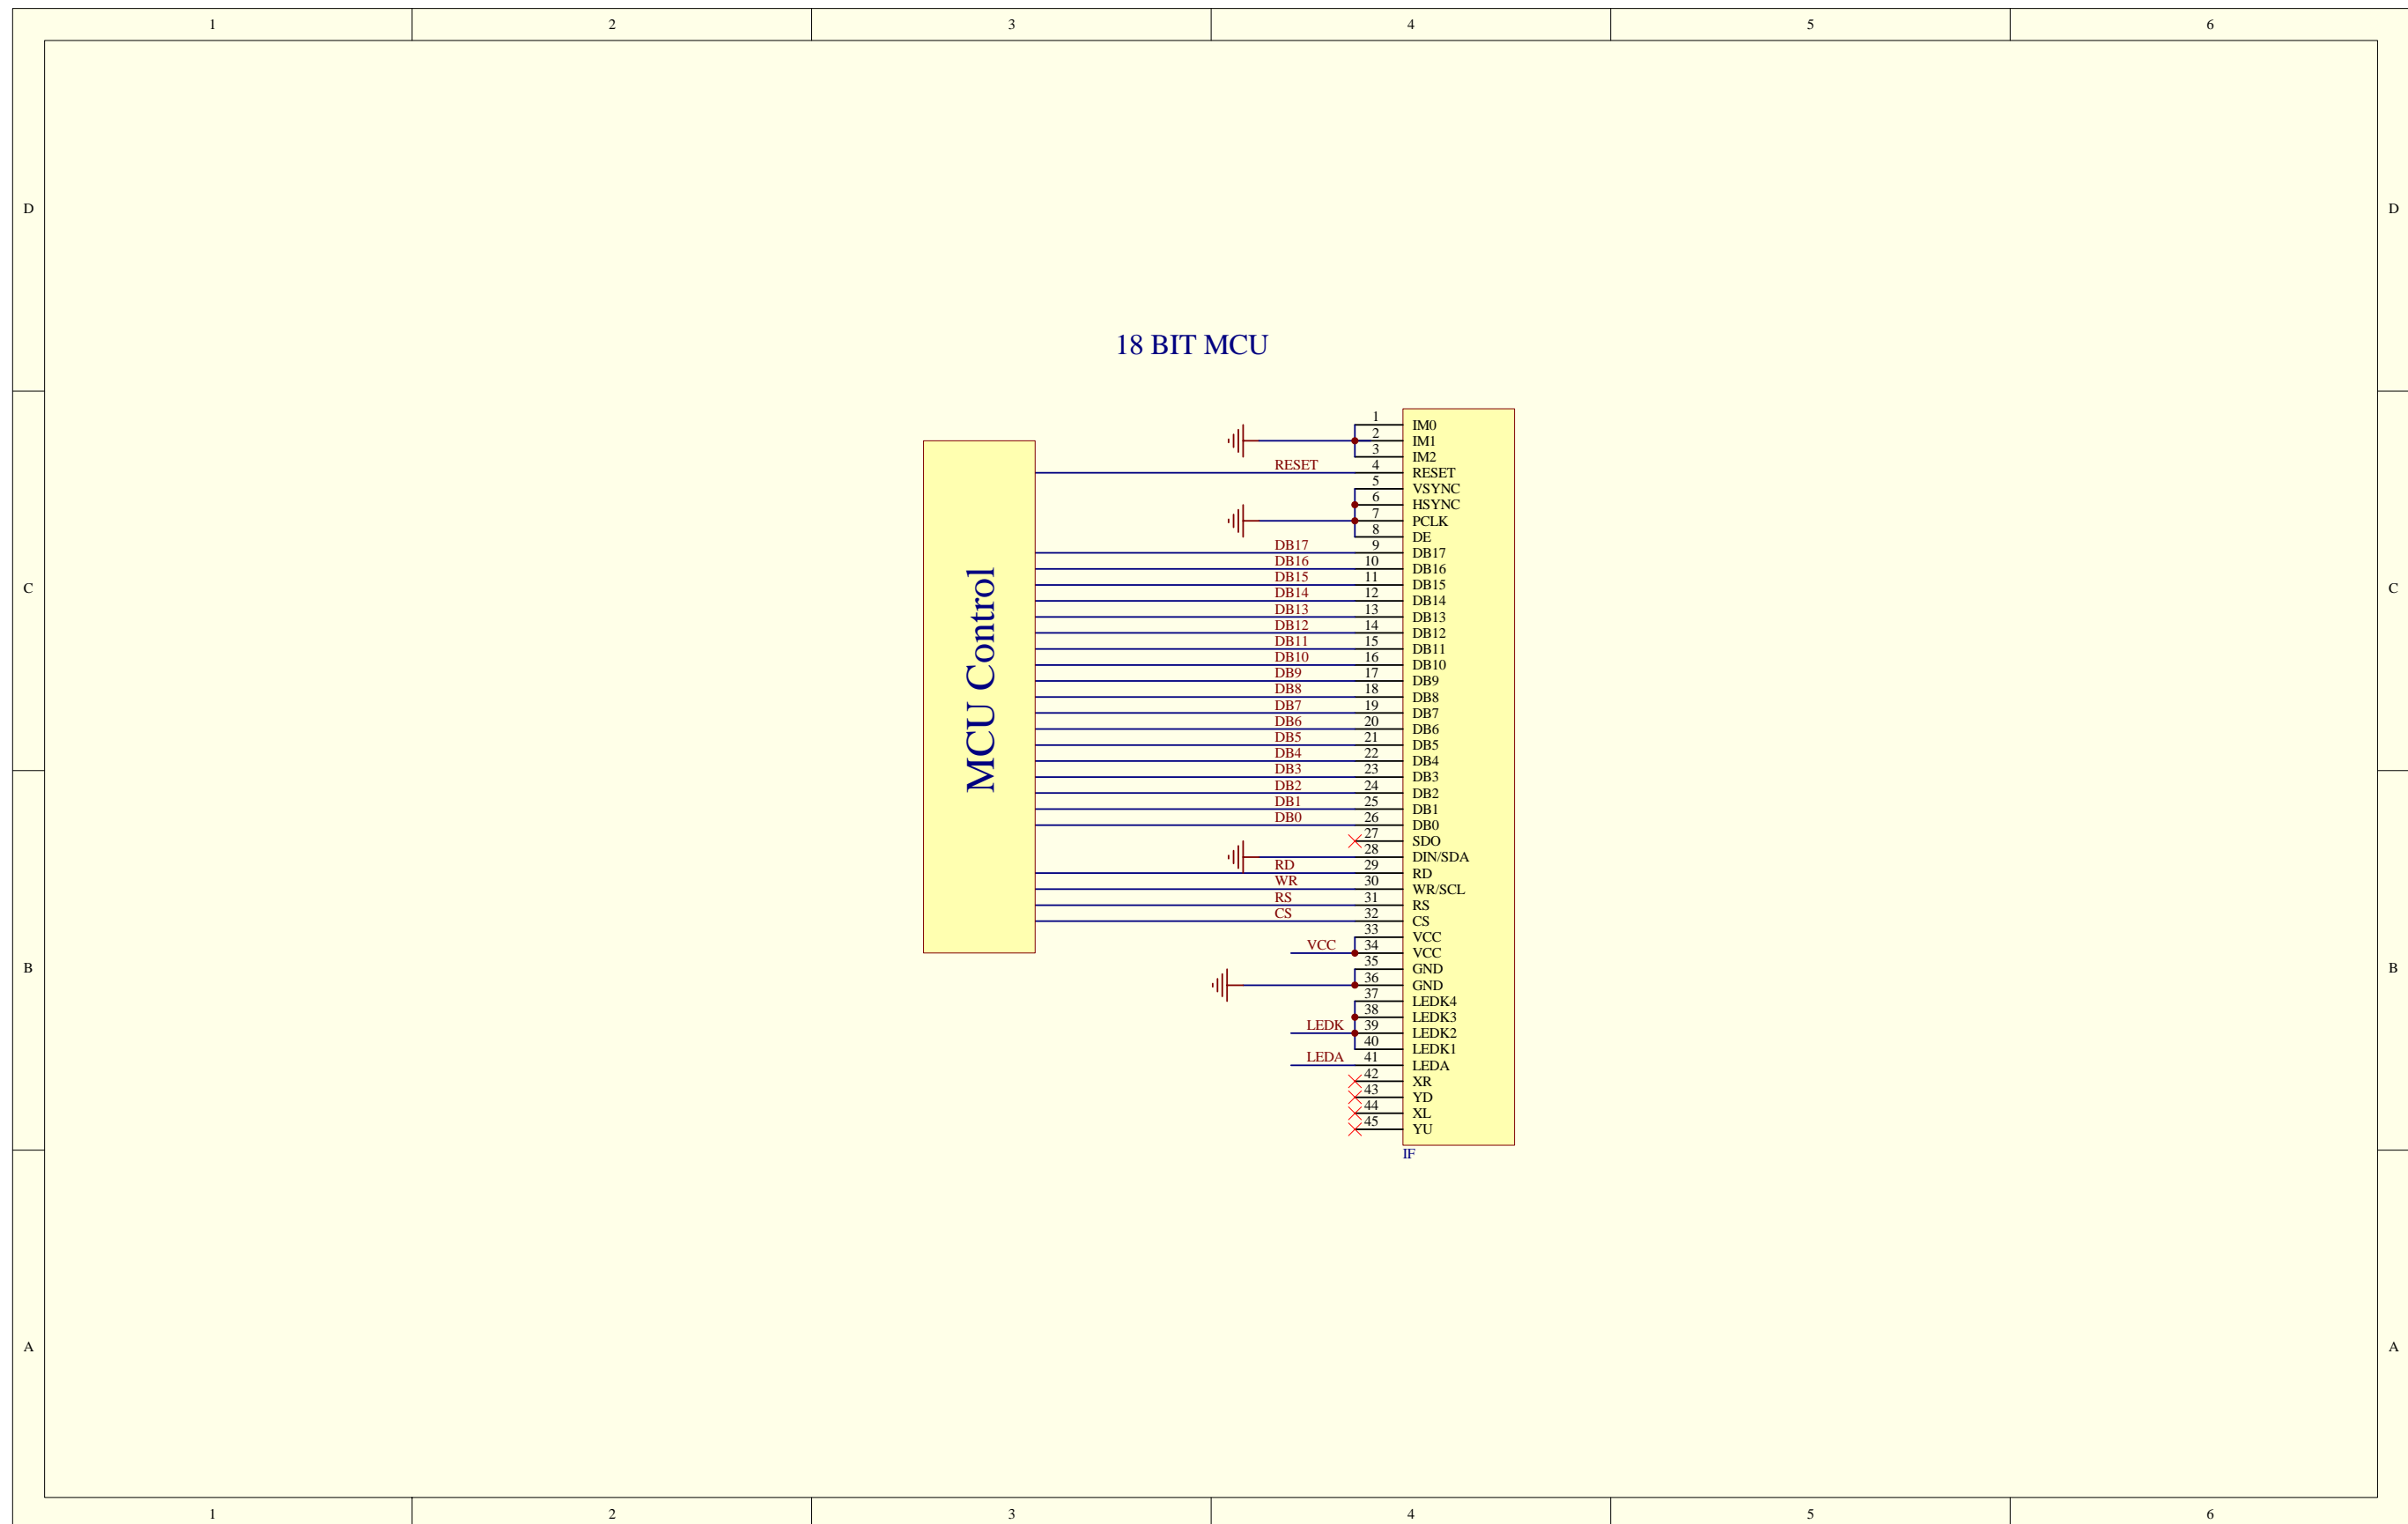 1 2 3 4 5 6
D D
18 BIT MCU
C C
B B
A A
MCU Control
1 IM0
2 IM1
3 IM2
RESET 4 RESET
5 VSYNC
6 HSYNC
7 PCLK
8 DE
DB17 9 DB17
DB16 10 DB16
DB15 11 DB15
DB14 12 DB14
DB13 13 DB13
DB12 14 DB12
DB11 15 DB11
DB10 16 DB10
DB9 17 DB9
DB8 18 DB8
DB7 19 DB7
DB6 20 DB6
DB5 21 DB5
DB4 22 DB4
DB3 23 DB3
DB2 24 DB2
DB1 25 DB1
DB0 26 DB0
27 SDO
28 DIN/SDA
RD 29 RD
WR 30 WR/SCL
RS 31 RS
CS 32 CS
33 VCC
VCC 34 VCC
35 GND
36 GND
37 LEDK4
38 LEDK3
LEDK 39 LEDK2
40 LEDK1
LEDA 41 LEDA
42 XR
43 YD
44 XL
45 YU
IF
1 2 3 4 5 6